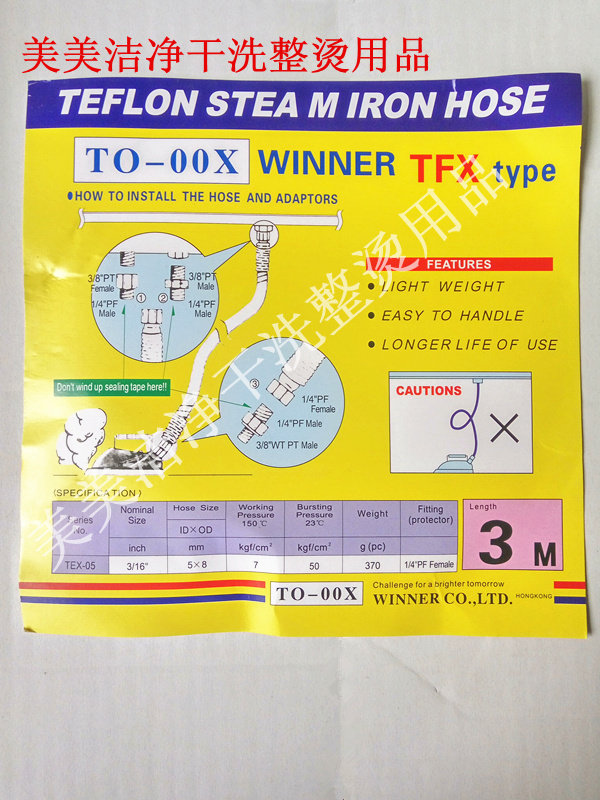 美美洁净干洗整烫用品
TEFLON STEA M IRON HOSE
TO-00X WINNER TFX type
●HOW TO INSTALL THE HOSE AND ADAPTORS
3/8"PT
Female
1/4"PF
Male
①
②
3/8"PT
Male
1/4"PF
Male
FEATURES
● LIGHT WEIGHT
● EASY TO HANDLE
● LONGER LIFE OF USE
Don't wind up sealing tape here!!
③
1/4"PF
Female
1/4"PF Male
3/8"WT PT Male
CAUTIONS
(SPECIFICATION)
Series No. Nominal Size Hose Size ID×OD Working Pressure 150℃ Bursting Pressure 23℃ Weight Fitting (protector)
inch mm kgf/cm² kgf/cm² g (pc)
TEX-05 3/16" 5×8 7 50 370 1/4"PF Female
Length
3 M
TO-00X
Challenge for a brighter tomorrow
WINNER CO.,LTD. HONGKONG
美美洁净干洗整烫用品